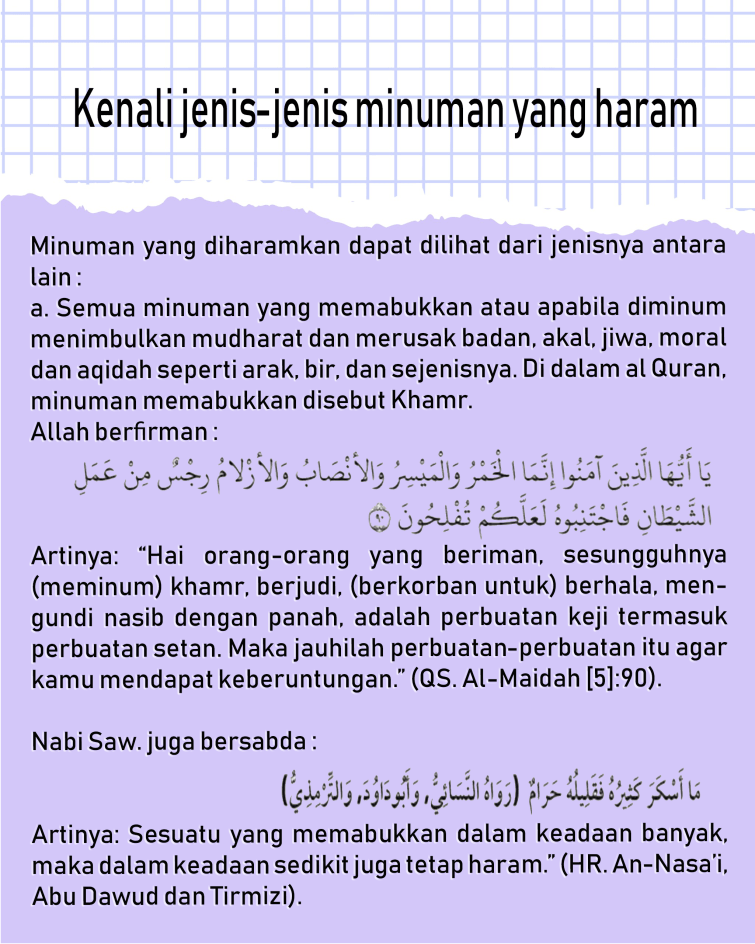 Kenali jenis-jenis minuman yang haram
Minuman yang diharamkan dapat dilihat dari jenisnya antara
lain :
a. Semua minuman yang memabukkan atau apabila diminum
menimbulkan mudharat dan merusak badan, akal, jiwa, moral
dan aqidah seperti arak, bir, dan sejenisnya. Di dalam al Quran,
minuman memabukkan disebut Khamr.
Allah berfirman :
يَا أَيُّهَا الَّذِينَ آمَنُوا إِنَّمَا الْخَمْرُ وَالْمَيْسِرُ وَالأَنْصَابُ وَالأَزْلامُ رِجْسٌ مِنْ عَمَلِ
الشَّيْطَانِ فَاجْتَنِبُوهُ لَعَلَّكُمْ تُفْلِحُونَ ٩٠
Artinya: “Hai orang-orang yang beriman, sesungguhnya
(meminum) khamr, berjudi, (berkorban untuk) berhala, men-
gundi nasib dengan panah, adalah perbuatan keji termasuk
perbuatan setan. Maka jauhilah perbuatan-perbuatan itu agar
kamu mendapat keberuntungan.” (QS. Al-Maidah [5]:90).
Nabi Saw. juga bersabda :
مَا أَسْكَرَ كَثِيرُهُ فَقَلِيلُهُ حَرَامٌ (رَوَاهُ النَّسَائِيُّ, وَأَبُودَاوُدَ, وَالتِّرْمِذِيُّ)
Artinya: Sesuatu yang memabukkan dalam keadaan banyak,
maka dalam keadaan sedikit juga tetap haram.” (HR. An-Nasa’i,
Abu Dawud dan Tirmizi).